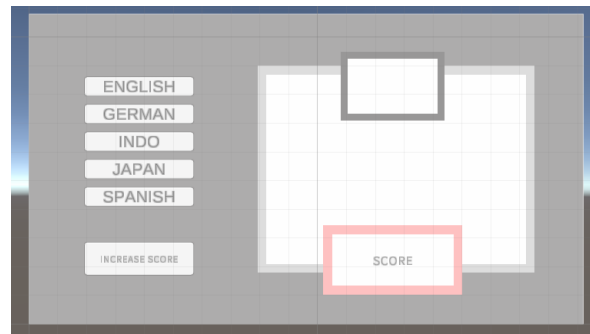 ENGLISH
GERMAN
INDO
JAPAN
SPANISH
INCREASE SCORE
SCORE